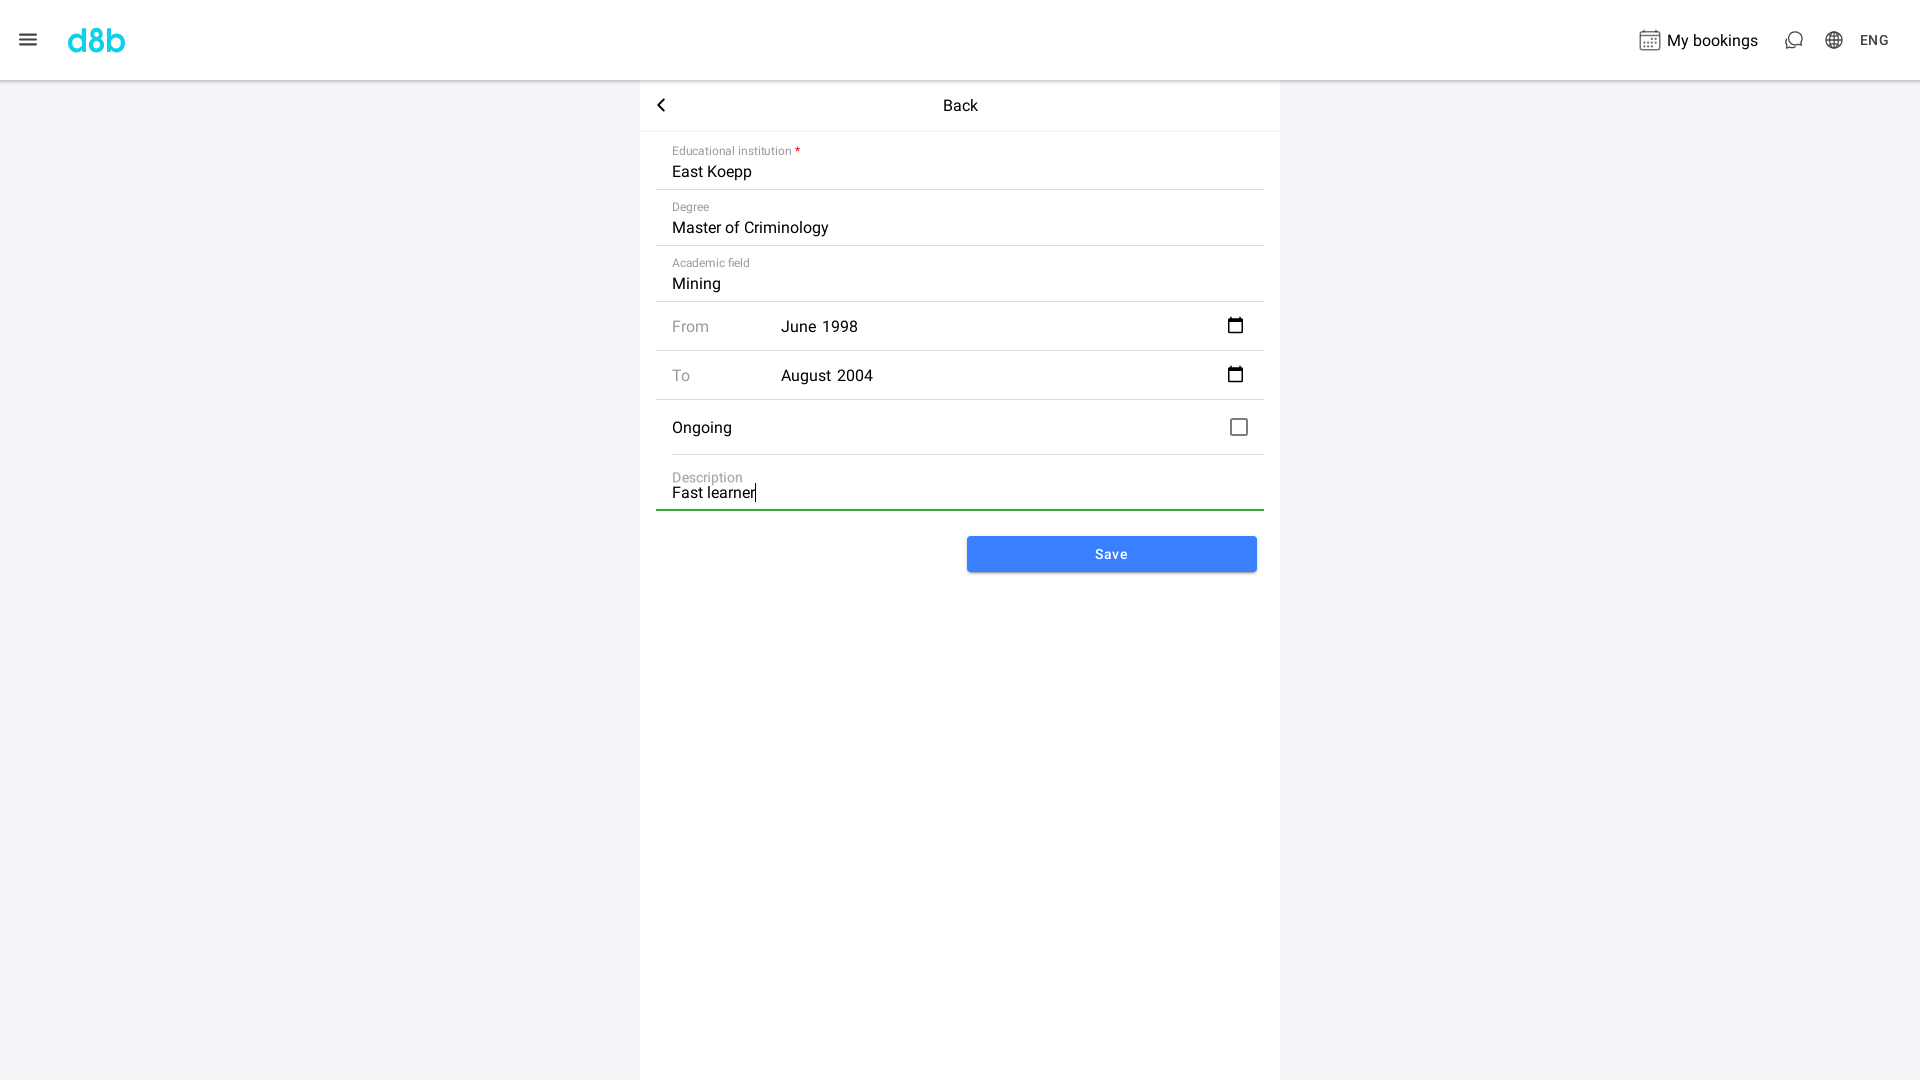 d8b
My bookings
ENG
Back
Educational institution *
East Koepp
Degree
Master of Criminology
Academic field
Mining
From June 1998
To August 2004
Ongoing
Description
Fast learner
Save